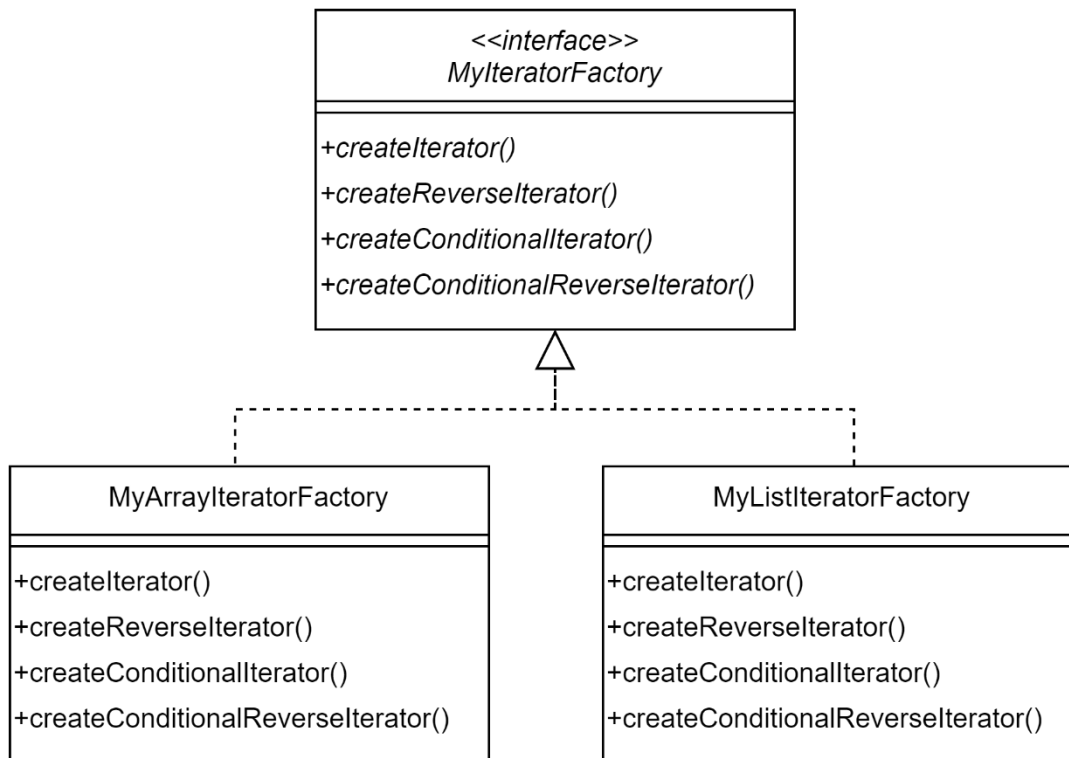 <<interface>>
MyIteratorFactory
+createIterator()
+createReverseIterator()
+createConditionalIterator()
+createConditionalReverseIterator()
MyArrayIteratorFactory
+createIterator()
+createReverseIterator()
+createConditionalIterator()
+createConditionalReverseIterator()
MyListIteratorFactory
+createIterator()
+createReverseIterator()
+createConditionalIterator()
+createConditionalReverseIterator()